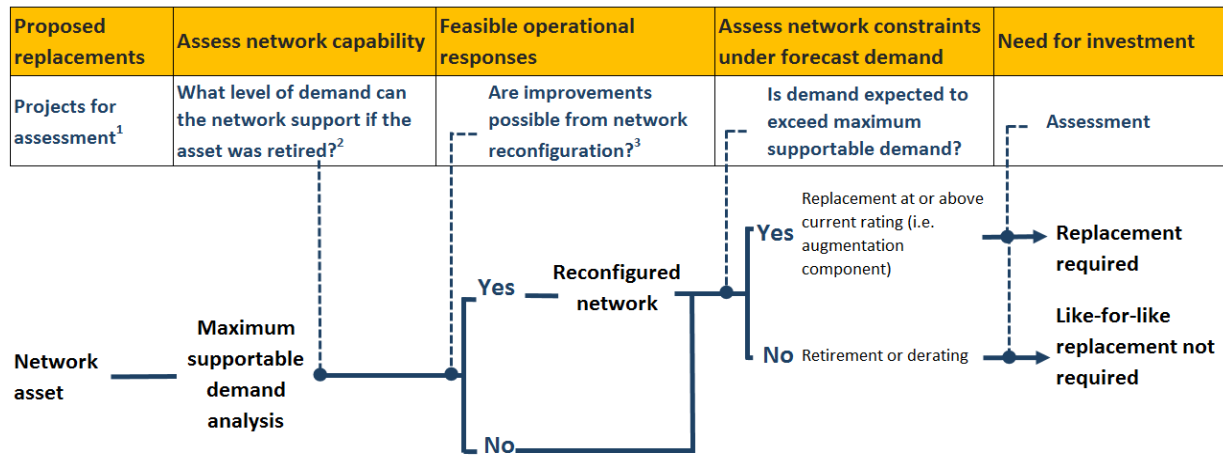 Proposed
replacements
Assess network capability
Feasible operational
responses
Assess network constraints
under forecast demand
Need for investment
Projects for
assessment¹
What level of demand can
the network support if the
asset was retired?²
Are improvements
possible from network
reconfiguration?³
Is demand expected to
exceed maximum
supportable demand?
Assessment
Network
asset
Maximum
supportable
demand
analysis
Yes
Reconfigured
network
No
Yes
Replacement at or above
current rating (i.e.
augmentation
component)
Replacement
required
No
Retirement or derating
Like-for-like
replacement not
required